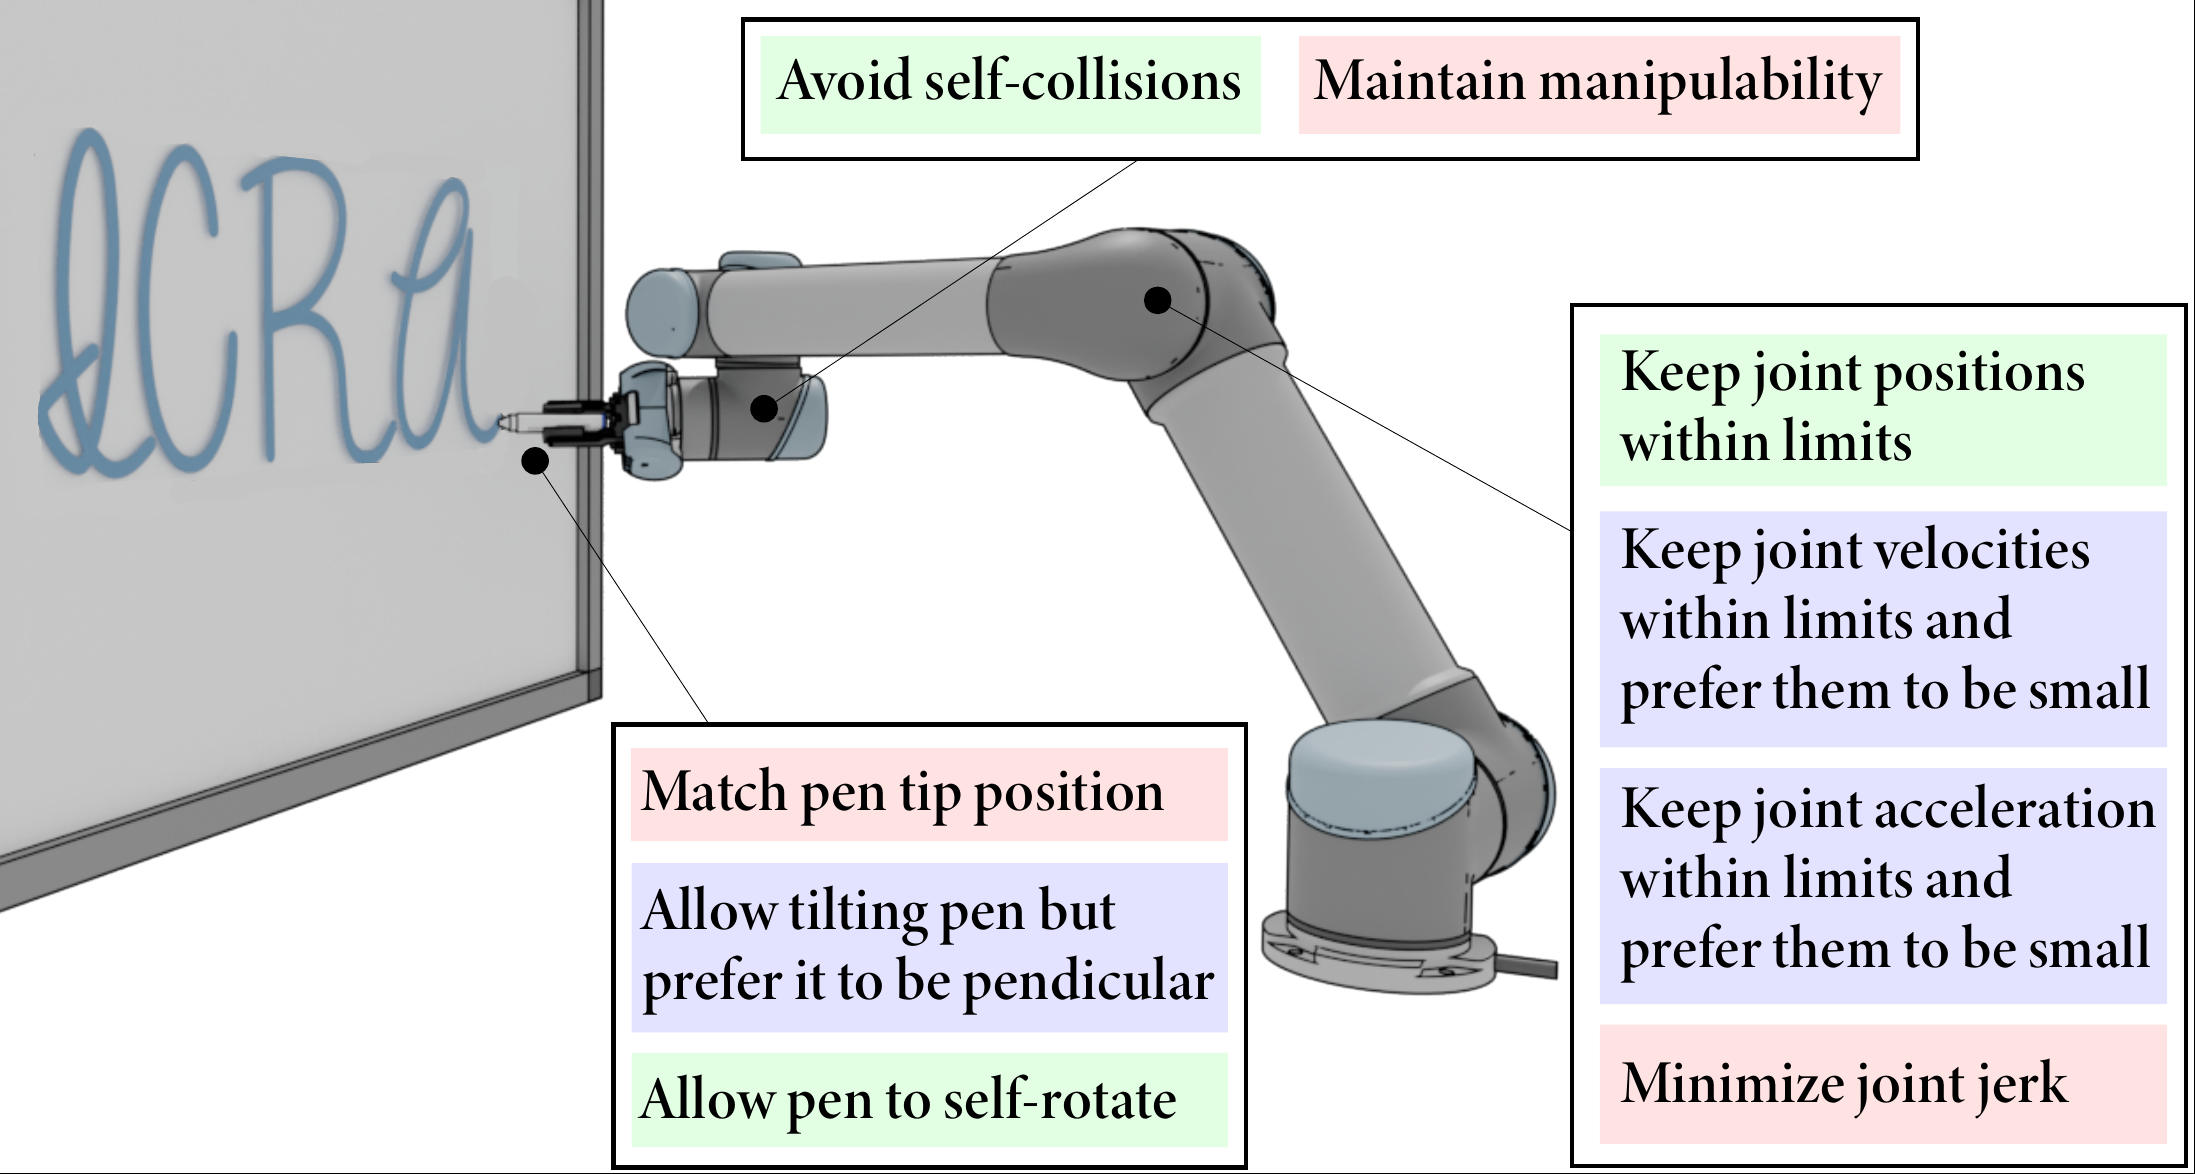 Avoid self-collisions
Maintain manipulability
ICRA
Keep joint positions
within limits
Keep joint velocities
within limits and
prefer them to be small
Keep joint acceleration
within limits and
prefer them to be small
Minimize joint jerk
Match pen tip position
Allow tilting pen but
prefer it to be pendicular
Allow pen to self-rotate